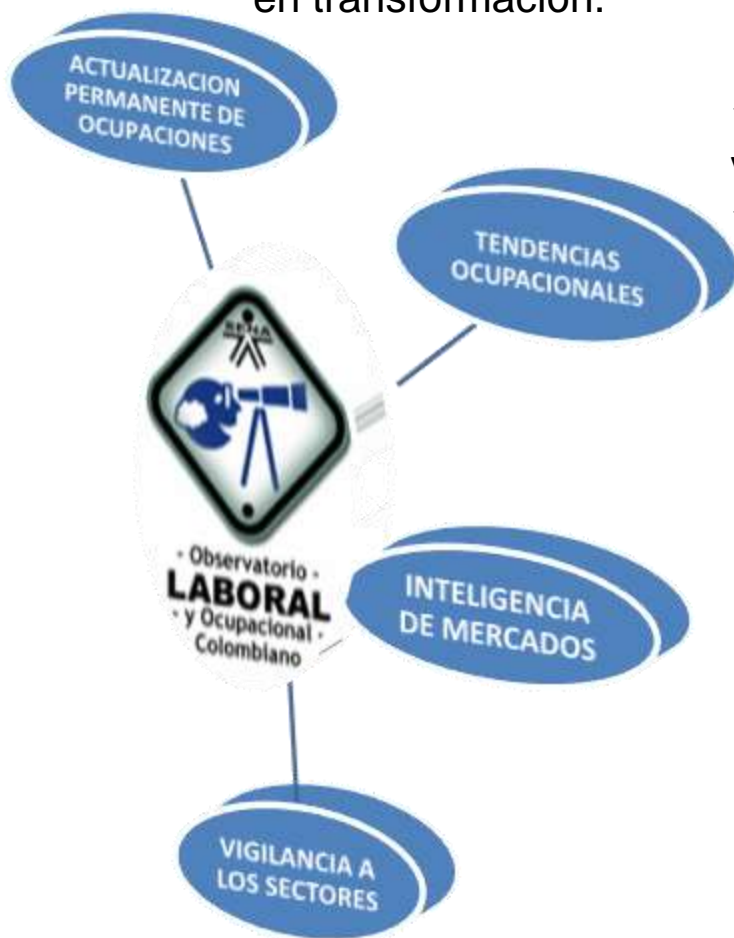 en transformación.
ACTUALIZACION
PERMANENTE DE
OCUPACIONES
TENDENCIAS
OCUPACIONALES
SENA
- Observatorio -
LABORAL
- y Ocupacional -
Colombiano
INTELIGENCIA
DE MERCADOS
VIGILANCIA A
LOS SECTORES